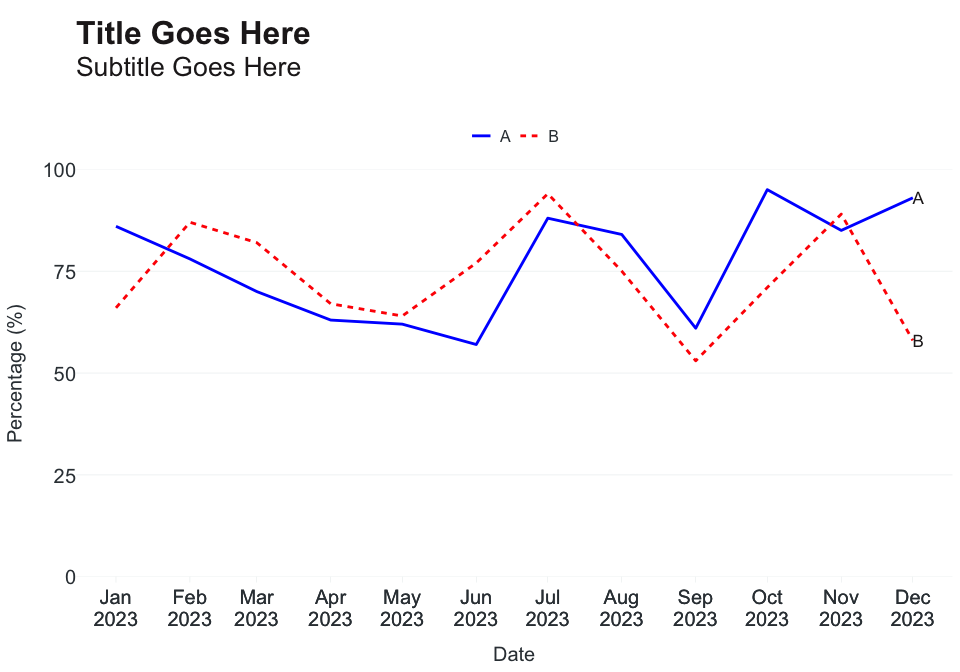 Title Goes Here
Subtitle Goes Here
A B
100
75
50
25
0
Percentage (%)
A
B
Jan Feb Mar Apr May Jun Jul Aug Sep Oct Nov Dec
2023 2023 2023 2023 2023 2023 2023 2023 2023 2023 2023 2023
Date